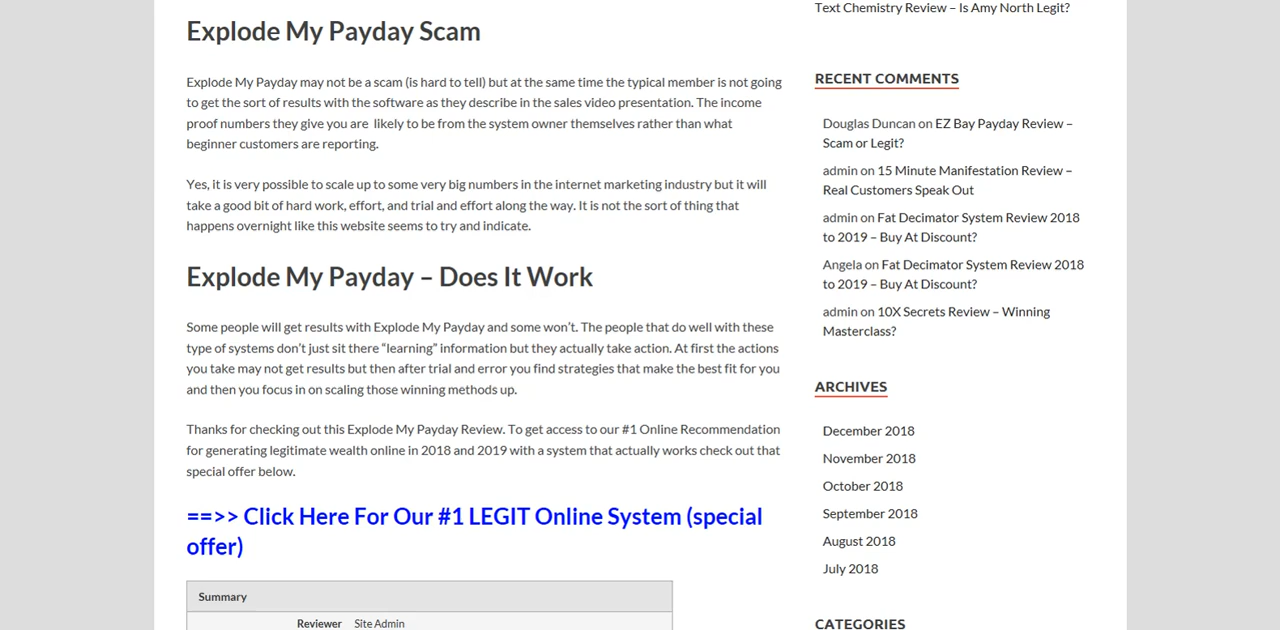 Explode My Payday Scam
Explode My Payday may not be a scam (is hard to tell) but at the same time the typical member is not going
to get the sort of results with the software as they describe in the sales video presentation. The income
proof numbers they give you are  likely to be from the system owner themselves rather than what
beginner customers are reporting.
Yes, it is very possible to scale up to some very big numbers in the internet marketing industry but it will
take a good bit of hard work, effort, and trial and effort along the way. It is not the sort of thing that
happens overnight like this website seems to try and indicate.
Explode My Payday – Does It Work
Some people will get results with Explode My Payday and some won’t. The people that do well with these
type of systems don’t just sit there “learning” information but they actually take action. At first the actions
you take may not get results but then after trial and error you find strategies that make the best fit for you
and then you focus in on scaling those winning methods up.
Thanks for checking out this Explode My Payday Review. To get access to our #1 Online Recommendation
for generating legitimate wealth online in 2018 and 2019 with a system that actually works check out that
special offer below.
==>> Click Here For Our #1 LEGIT Online System (special
offer)
Summary
Reviewer Site Admin
Text Chemistry Review – Is Amy North Legit?
RECENT COMMENTS
Douglas Duncan on EZ Bay Payday Review –
Scam or Legit?
admin on 15 Minute Manifestation Review –
Real Customers Speak Out
admin on Fat Decimator System Review 2018
to 2019 – Buy At Discount?
Angela on Fat Decimator System Review 2018
to 2019 – Buy At Discount?
admin on 10X Secrets Review – Winning
Masterclass?
ARCHIVES
December 2018
November 2018
October 2018
September 2018
August 2018
July 2018
CATEGORIES